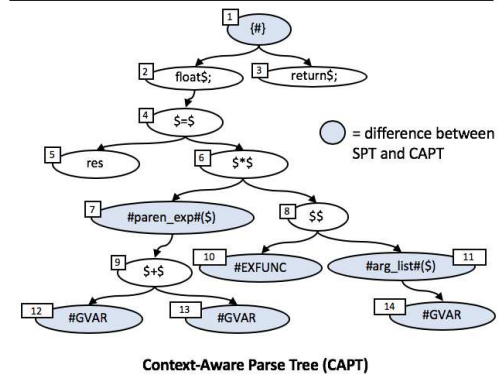 1
{#}
2
float$;
3
return$;
4
$=$
= difference between
SPT and CAPT
5
res
6
$*$
7
#paren_exp#($)
8
$$
9
$+$
10
#EXFUNC
11
#arg_list#($)
12
#GVAR
13
#GVAR
14
#GVAR
Context-Aware Parse Tree (CAPT)